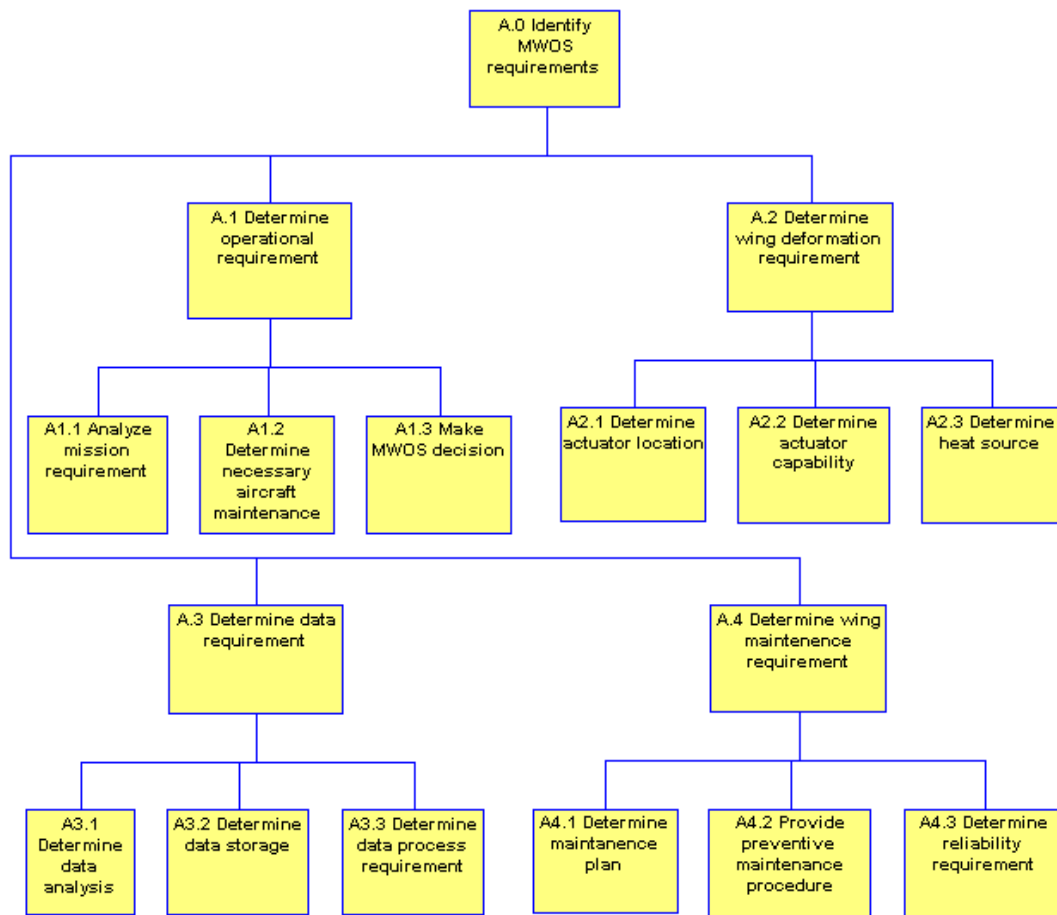 A.0 Identify
MWOS
requirements
A.1 Determine
operational
requirement
A.2 Determine
wing deformation
requirement
A1.1 Analyze
mission
requirement
A1.2
Determine
necessary
aircraft
maintenance
A1.3 Make
MWOS decision
A2.1 Determine
actuator location
A2.2 Determine
actuator
capability
A2.3 Determine
heat source
A.3 Determine data
requirement
A.4 Determine wing
maintenence
requirement
A3.1
Determine
data
analysis
A3.2 Determine
data storage
A3.3 Determine
data process
requirement
A4.1 Determine
maintanence
plan
A4.2 Provide
preventive
maintenance
procedure
A4.3 Determine
reliability
requirement